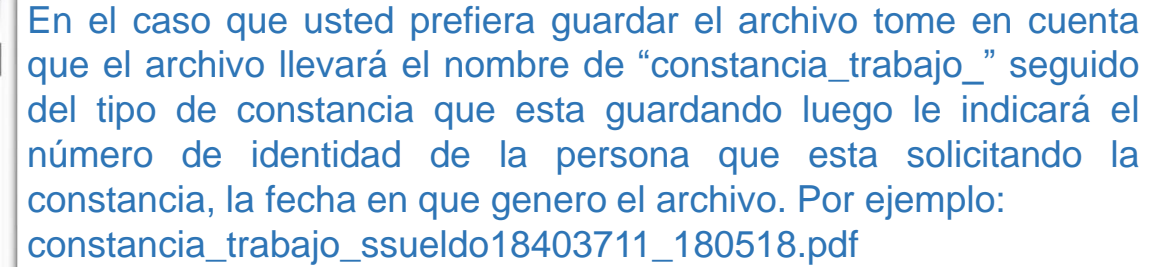 En el caso que usted prefiera guardar el archivo tome en cuenta
que el archivo llevará el nombre de “constancia_trabajo_” seguido
del tipo de constancia que esta guardando luego le indicará el
número de identidad de la persona que esta solicitando la
constancia, la fecha en que genero el archivo. Por ejemplo:
constancia_trabajo_ssueldo18403711_180518.pdf